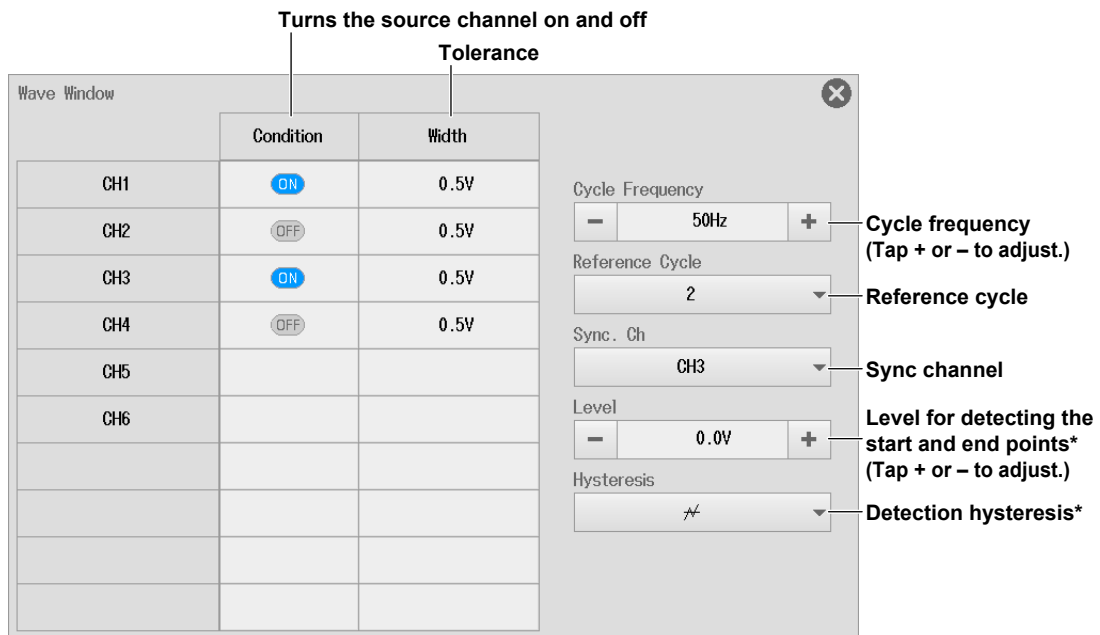 Turns the source channel on and off
Tolerance
Wave Window
Condition Width
CH1 ON 0.5V
CH2 OFF 0.5V
CH3 ON 0.5V
CH4 OFF 0.5V
CH5
CH6
Cycle Frequency
− 50Hz +
Cycle frequency
(Tap + or – to adjust.)
Reference Cycle
2
Reference cycle
Sync. Ch
CH3
Sync channel
Level
− 0.0V +
Level for detecting the
start and end points*
(Tap + or – to adjust.)
Hysteresis
Detection hysteresis*